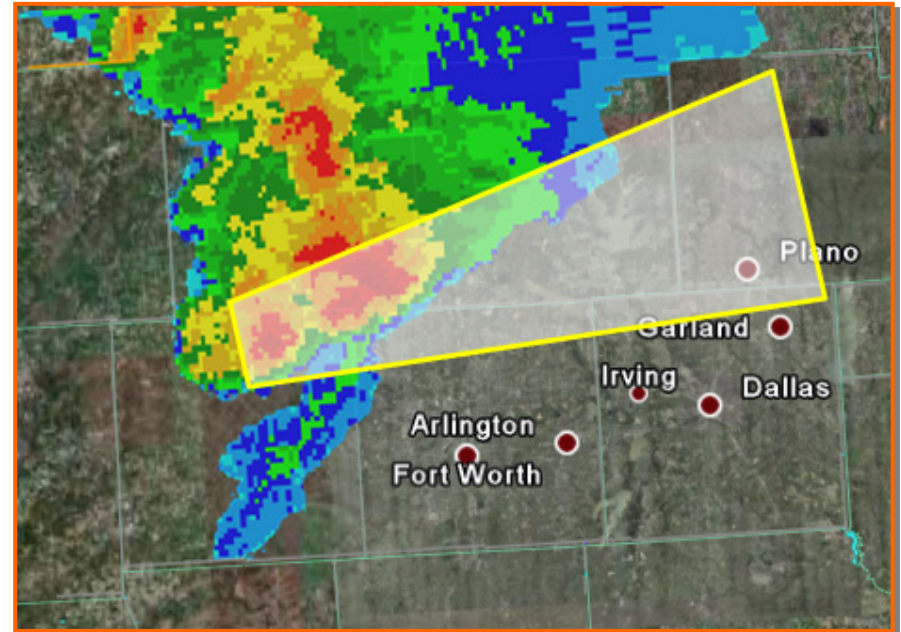 Plano
Garland
Irving
Dallas
Arlington
Fort Worth